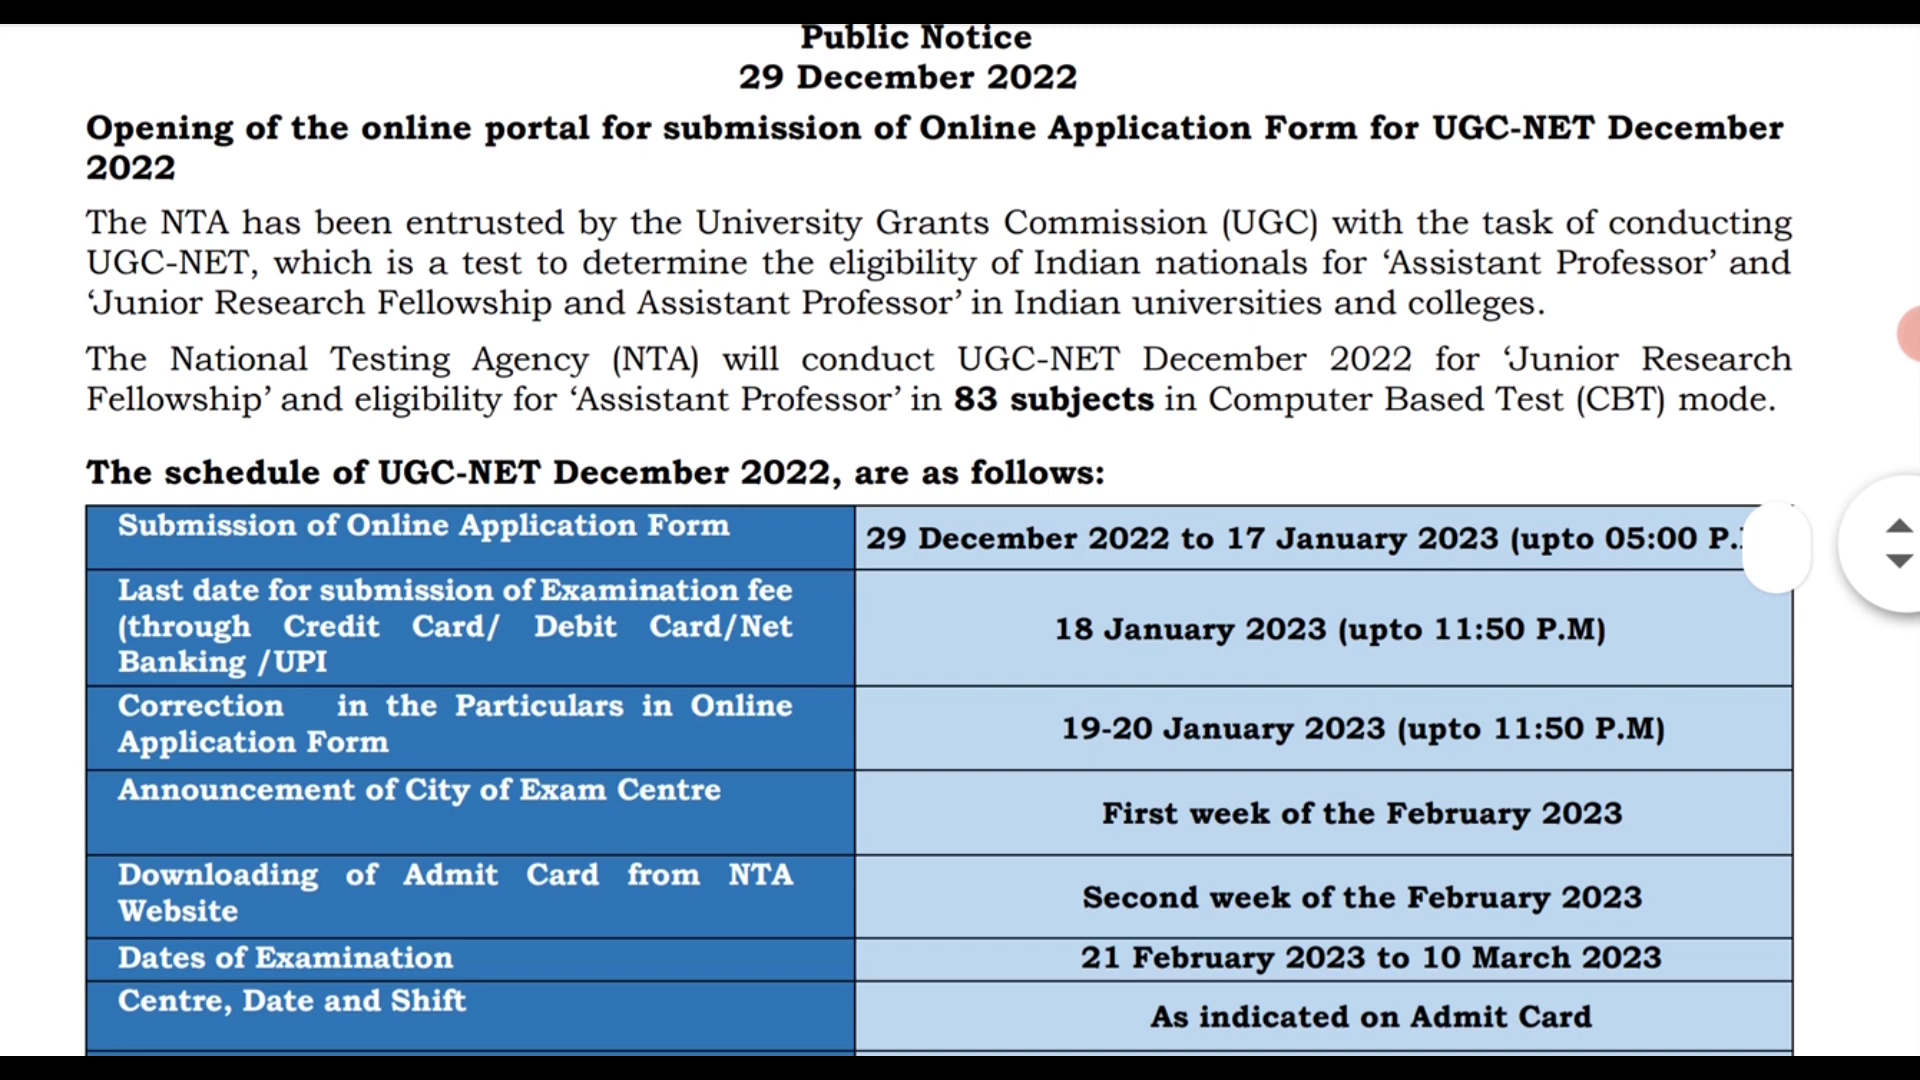 Public Notice
29 December 2022
Opening of the online portal for submission of Online Application Form for UGC-NET December
2022
The NTA has been entrusted by the University Grants Commission (UGC) with the task of conducting
UGC-NET, which is a test to determine the eligibility of Indian nationals for ‘Assistant Professor’ and
‘Junior Research Fellowship and Assistant Professor’ in Indian universities and colleges.
The National Testing Agency (NTA) will conduct UGC-NET December 2022 for ‘Junior Research
Fellowship’ and eligibility for ‘Assistant Professor’ in 83 subjects in Computer Based Test (CBT) mode.
The schedule of UGC-NET December 2022, are as follows:
Submission of Online Application Form
29 December 2022 to 17 January 2023 (upto 05:00 P.
Last date for submission of Examination fee
(through Credit Card/ Debit Card/Net
Banking /UPI
18 January 2023 (upto 11:50 P.M)
Correction in the Particulars in Online
Application Form
19-20 January 2023 (upto 11:50 P.M)
Announcement of City of Exam Centre
First week of the February 2023
Downloading of Admit Card from NTA
Website
Second week of the February 2023
Dates of Examination
21 February 2023 to 10 March 2023
Centre, Date and Shift
As indicated on Admit Card